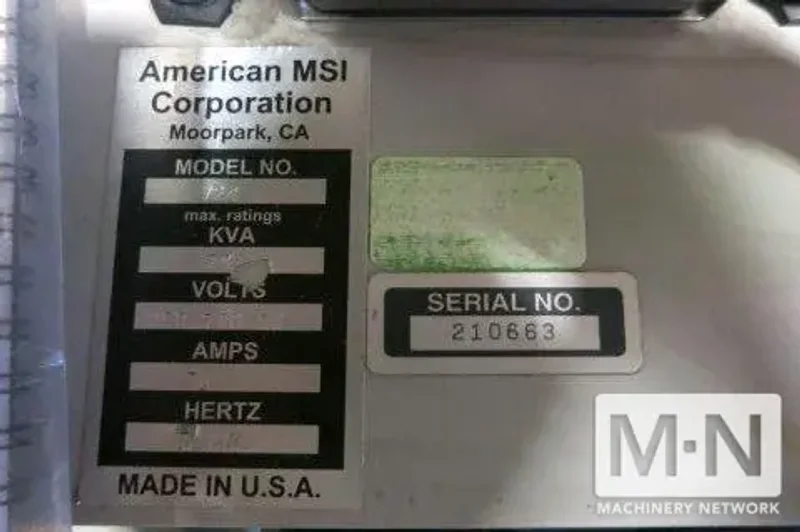 American MSI
Corporation
Moorpark, CA
MODEL NO.
max. ratings
KVA
VOLTS
AMPS
HERTZ
MADE IN U.S.A.
SERIAL NO.
210663
M·N
MACHINERY NETWORK